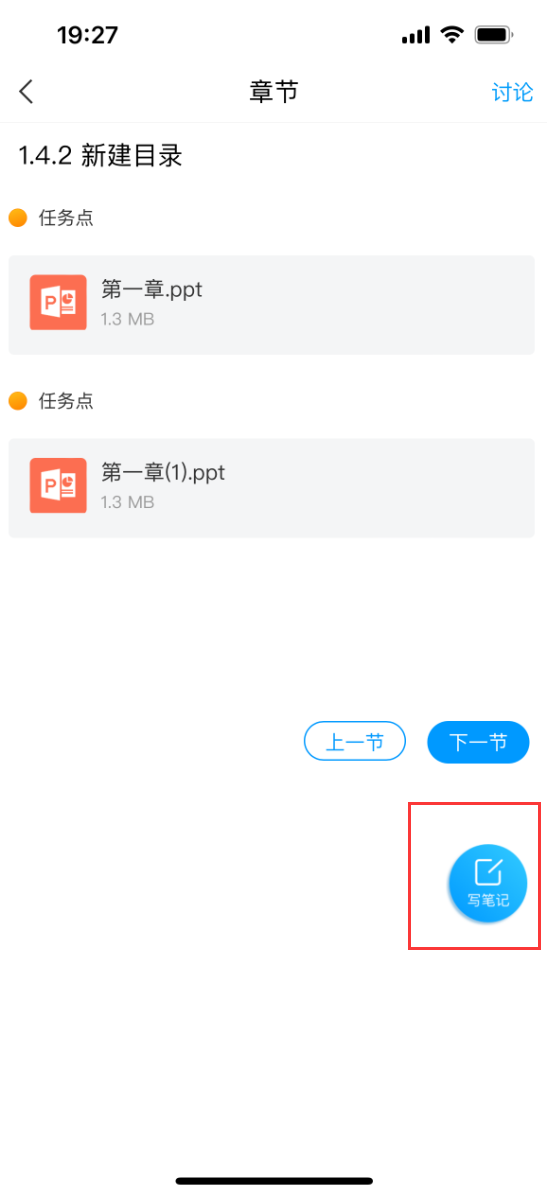 19:27
章节
讨论
1.4.2 新建目录
任务点
第一章.ppt
1.3 MB
任务点
第一章(1).ppt
1.3 MB
上一节
下一节
写笔记